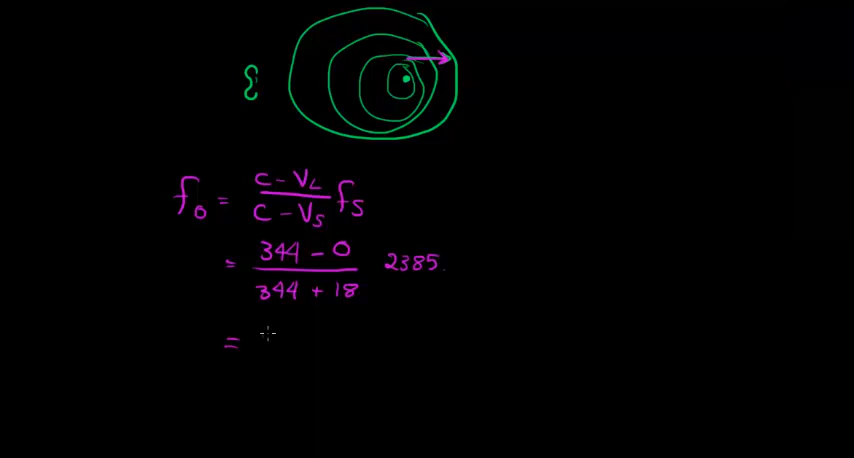 f₀ = (c - V_L)/(c - V_S) f_S
= (344 - 0)/(344 + 18) 2385.
=